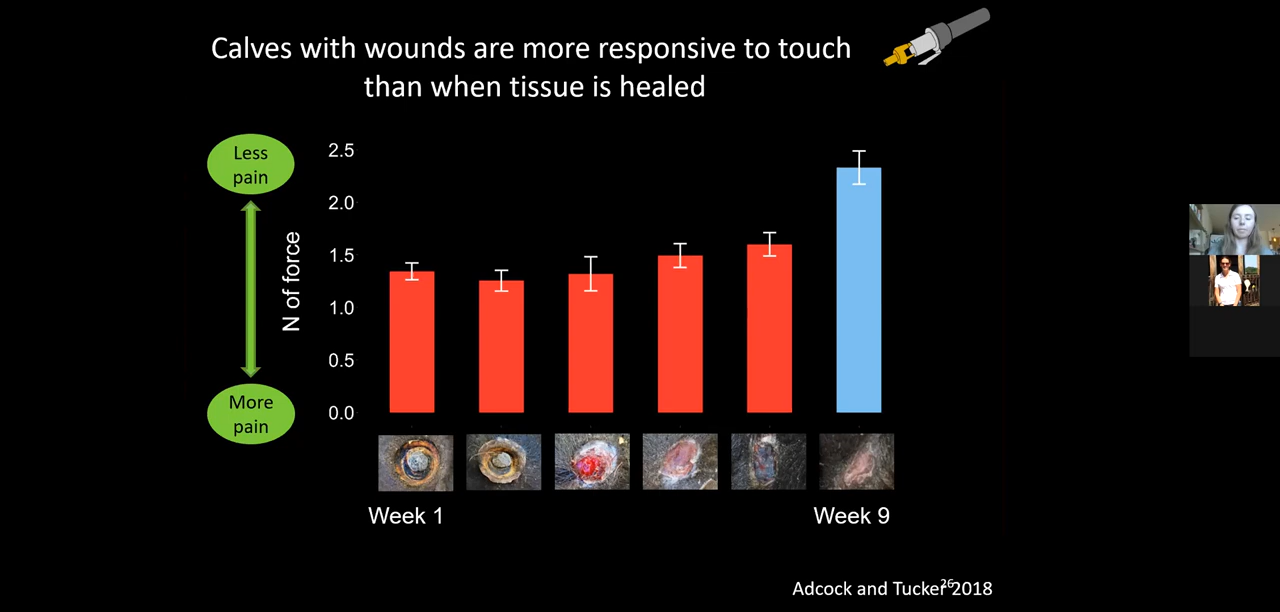 Calves with wounds are more responsive to touch
than when tissue is healed
Less
pain
More
pain
N of force
2.5
2.0
1.5
1.0
0.5
0.0
Week 1
Week 9
Adcock and Tucker 2018
26